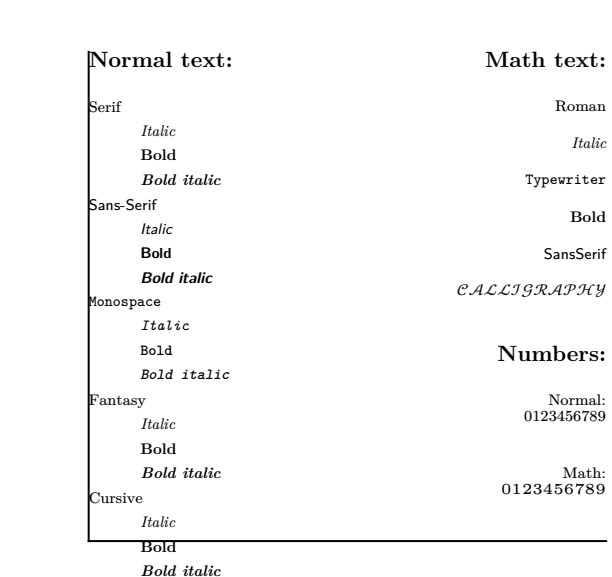 Normal text:
Serif
Italic
Bold
Bold italic
Sans-Serif
Italic
Bold
Bold italic
Monospace
Italic
Bold
Bold italic
Fantasy
Italic
Bold
Bold italic
Cursive
Italic
Bold
Bold italic
Math text:
Roman
Italic
Typewriter
Bold
SansSerif
CALLIGRAPHY
Numbers:
Normal:
0123456789
Math:
0123456789